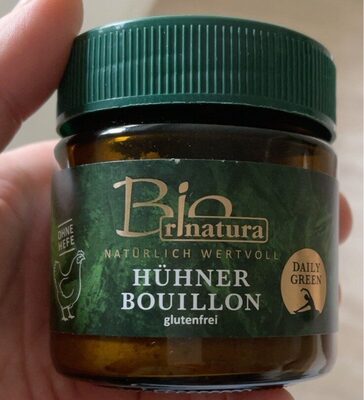 Bio
rinatura
NATÜRLICH WERTVOLL
OHNE
HEFE
HÜHNER
BOUILLON
glutenfrei
DAILY
GREEN